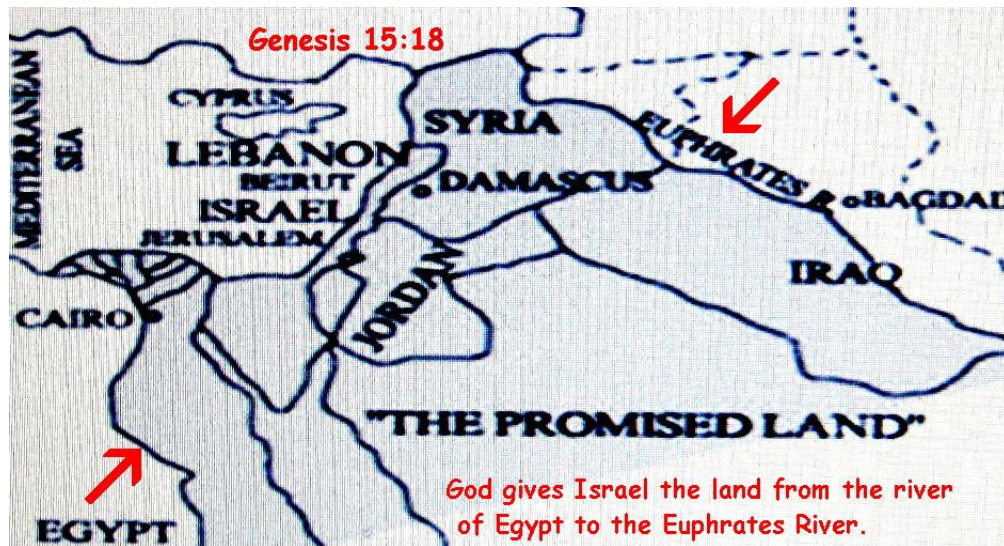 Genesis 15:18
MEDITERRANEAN
SEA
CYPRUS
SYRIA
EUPHRATES R
LEBANON
BEIRUT
DAMASCUS
BAGDAD
ISRAEL
JERUSALEM
JORDAN
IRAQ
CAIRO
"THE PROMISED LAND"
God gives Israel the land from the river
of Egypt to the Euphrates River.
EGYPT